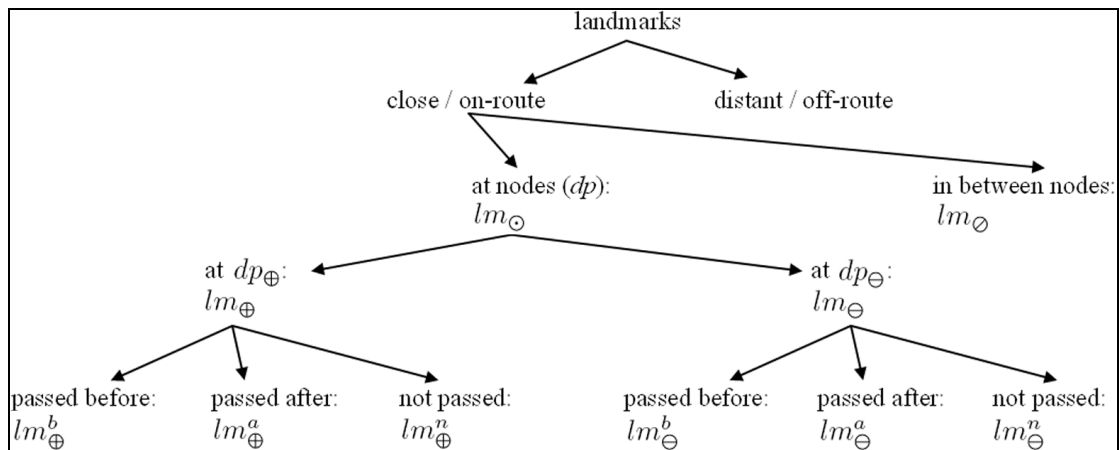 landmarks
close / on-route
distant / off-route
at nodes (dp):
lm⊙
in between nodes:
lm⊘
at dp⊕:
lm⊕
at dp⊖:
lm⊖
passed before:
lm⊕^b
passed after:
lm⊕^a
not passed:
lm⊕^n
passed before:
lm⊖^b
passed after:
lm⊖^a
not passed:
lm⊖^n